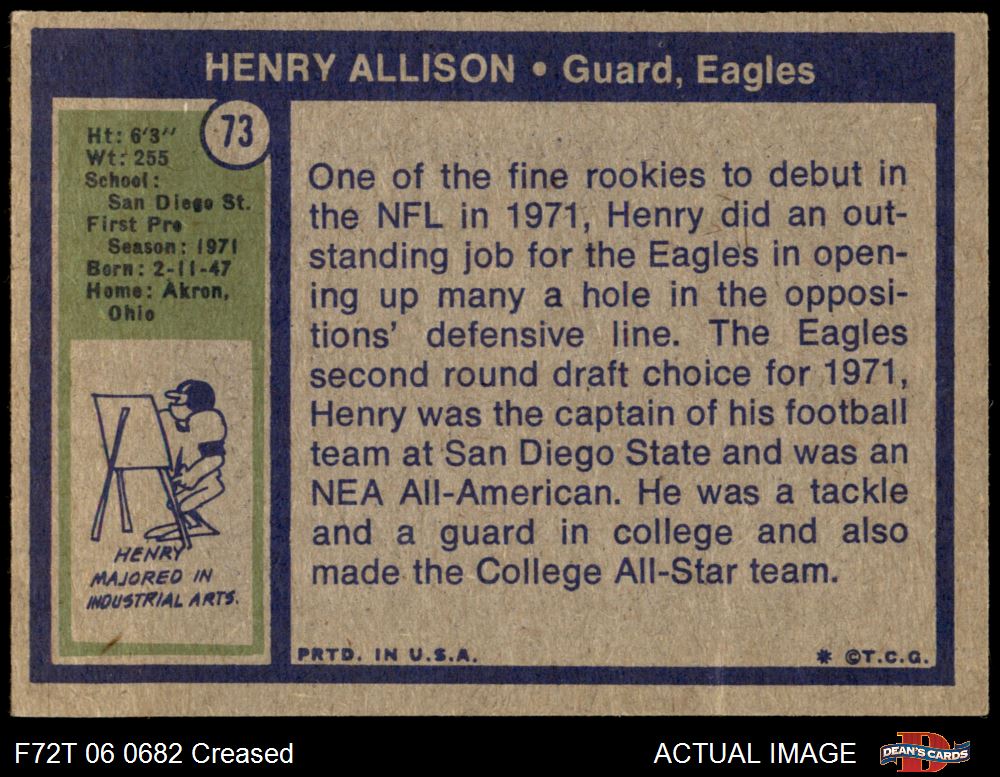 HENRY ALLISON • Guard, Eagles
73
Ht: 6'3"
Wt: 255
School:
San Diego St.
First Pro
Season: 1971
Born: 2-11-47
Home: Akron,
Ohio
HENRY
MAJORED IN
INDUSTRIAL ARTS.
One of the fine rookies to debut in
the NFL in 1971, Henry did an out-
standing job for the Eagles in open-
ing up many a hole in the opposi-
tions' defensive line. The Eagles
second round draft choice for 1971,
Henry was the captain of his football
team at San Diego State and was an
NEA All-American. He was a tackle
and a guard in college and also
made the College All-Star team.
PRTD. IN U.S.A.
* ©T.C.G.
F72T 06 0682 Creased
ACTUAL IMAGE
DEAN'S CARDS